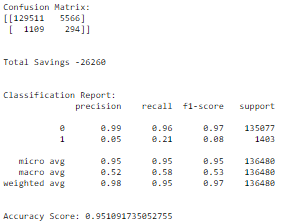 Confusion Matrix:
[[129511 5566]
[ 1109 294]]
Total Savings -26260
Classification Report:
precision recall f1-score support
0 0.99 0.96 0.97 135077
1 0.05 0.21 0.08 1403
micro avg 0.95 0.95 0.95 136480
macro avg 0.52 0.58 0.53 136480
weighted avg 0.98 0.95 0.97 136480
Accuracy Score: 0.951091735052755